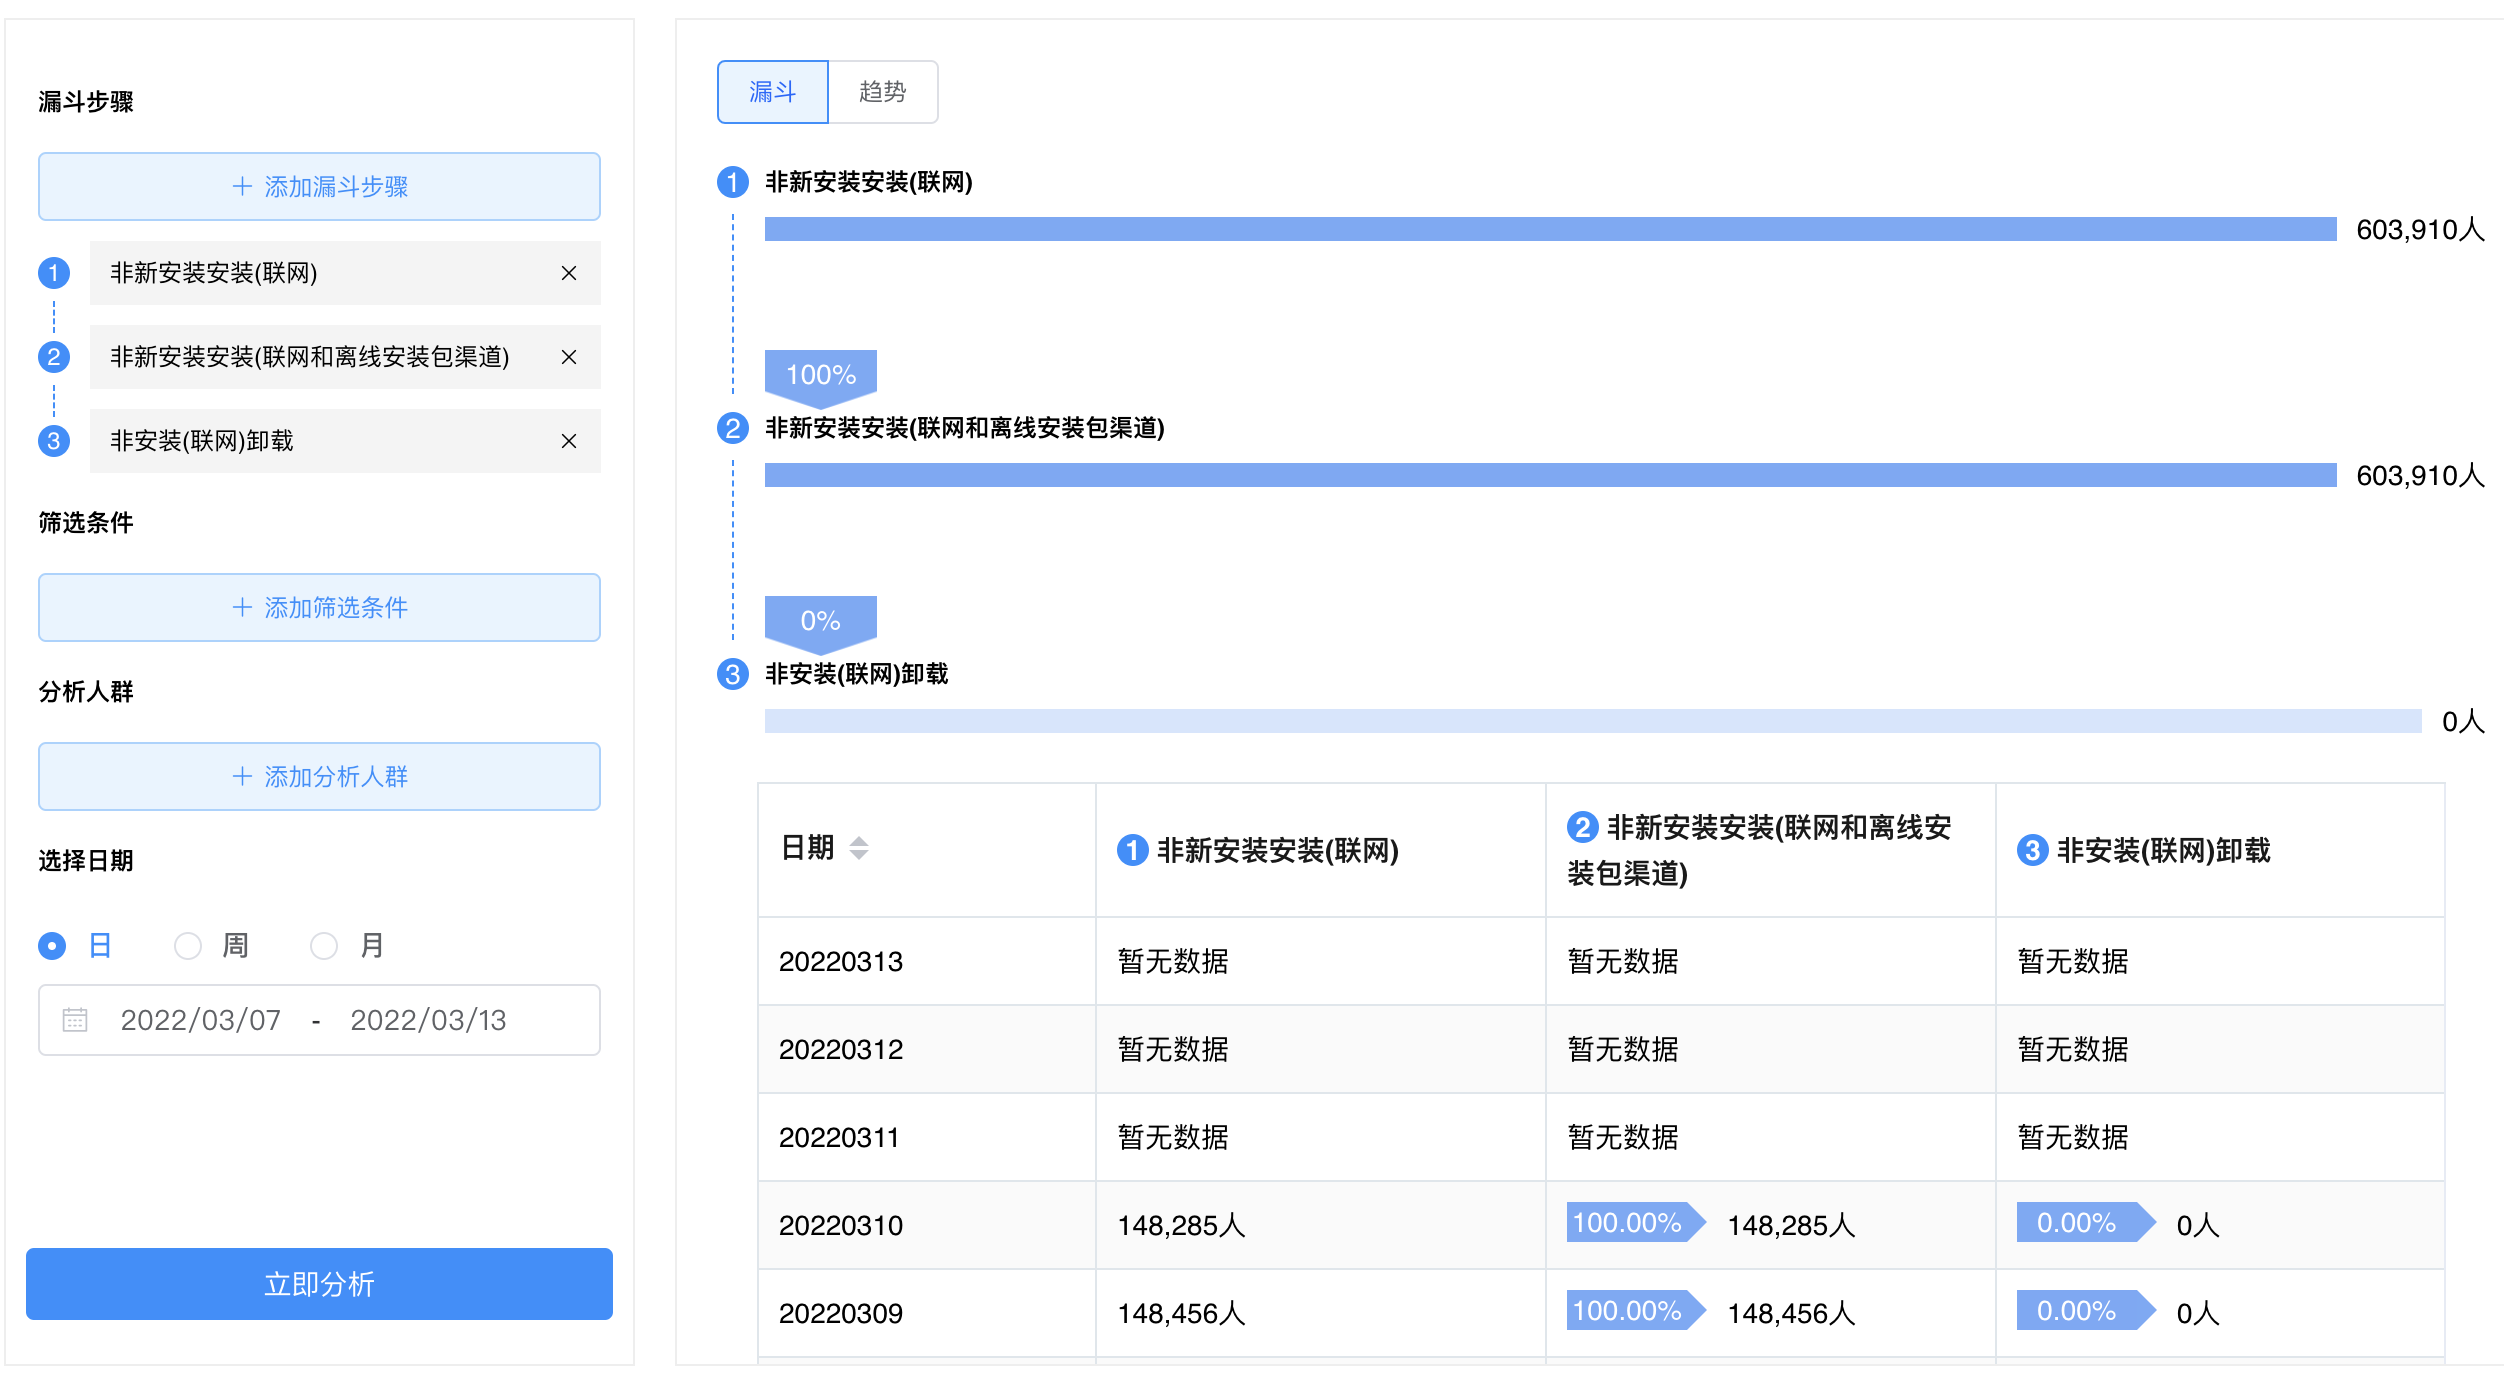 漏斗步骤
+ 添加漏斗步骤
1 非新安装安装(联网) ×
2 非新安装安装(联网和离线安装包渠道) ×
3 非安装(联网)卸载 ×
筛选条件
+ 添加筛选条件
分析人群
+ 添加分析人群
选择日期
日 周 月
2022/03/07 - 2022/03/13
立即分析
漏斗 趋势
1 非新安装安装(联网)
603,910人
100%
2 非新安装安装(联网和离线安装包渠道)
603,910人
0%
3 非安装(联网)卸载
0人
日期 1 非新安装安装(联网) 2 非新安装安装(联网和离线安
装包渠道) 3 非安装(联网)卸载
20220313 暂无数据 暂无数据 暂无数据
20220312 暂无数据 暂无数据 暂无数据
20220311 暂无数据 暂无数据 暂无数据
20220310 148,285人 100.00% 148,285人 0.00% 0人
20220309 148,456人 100.00% 148,456人 0.00% 0人